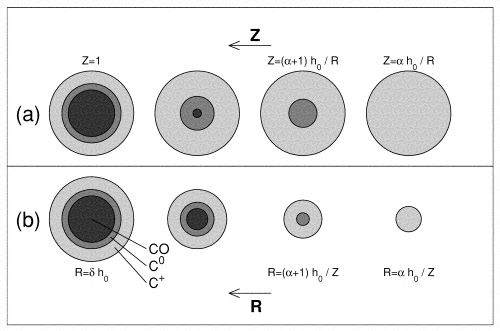 Z
Z=1
Z=(α+1) h₀ / R
Z=α h₀ / R
(a)
(b)
CO
C⁰
C⁺
R=δ h₀
R=(α+1) h₀ / Z
R=α h₀ / Z
R